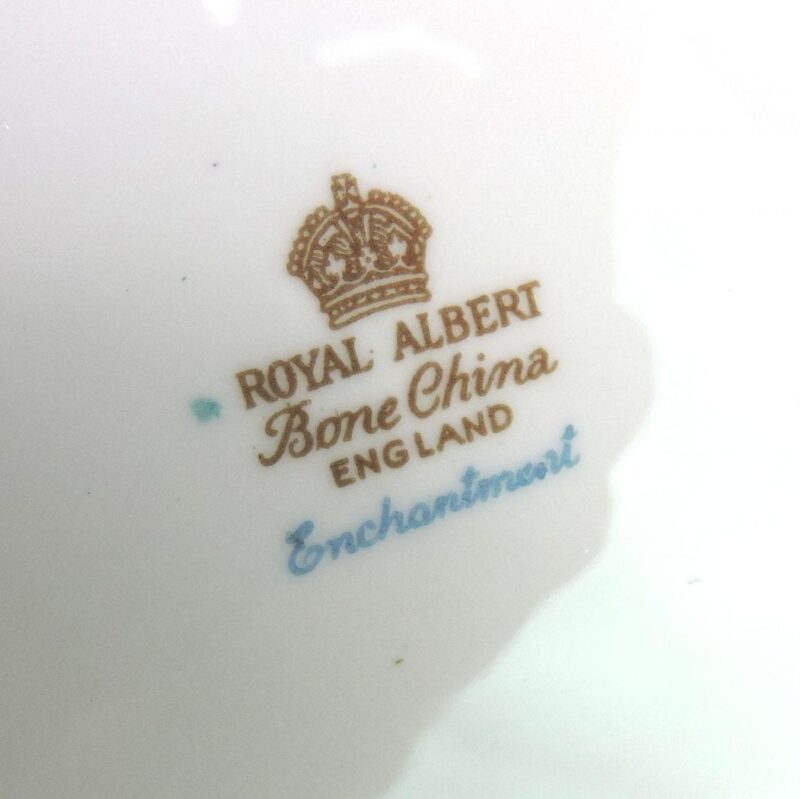 ROYAL ALBERT
Bone China
ENGLAND
Enchantment